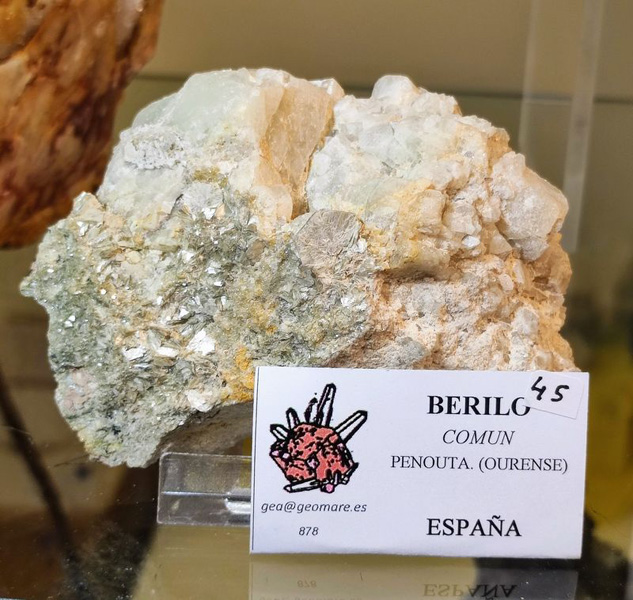 BERILO
45
COMUN
PENOUTA. (OURENSE)
gea@geomare.es
878
ESPAÑA